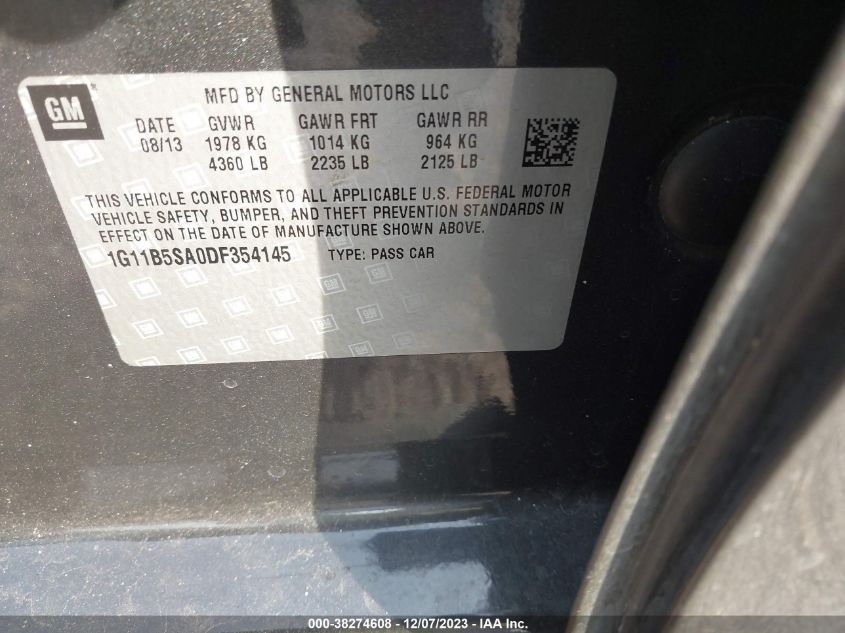 GM
MFD BY GENERAL MOTORS LLC
DATE GVWR GAWR FRT GAWR RR
08/13 1978 KG 1014 KG 964 KG
4360 LB 2235 LB 2125 LB
THIS VEHICLE CONFORMS TO ALL APPLICABLE U.S. FEDERAL MOTOR
VEHICLE SAFETY, BUMPER, AND THEFT PREVENTION STANDARDS IN
EFFECT ON THE DATE OF MANUFACTURE SHOWN ABOVE.
1G11B5SA0DF354145 TYPE: PASS CAR
000-38274608 - 12/07/2023 - IAA Inc.